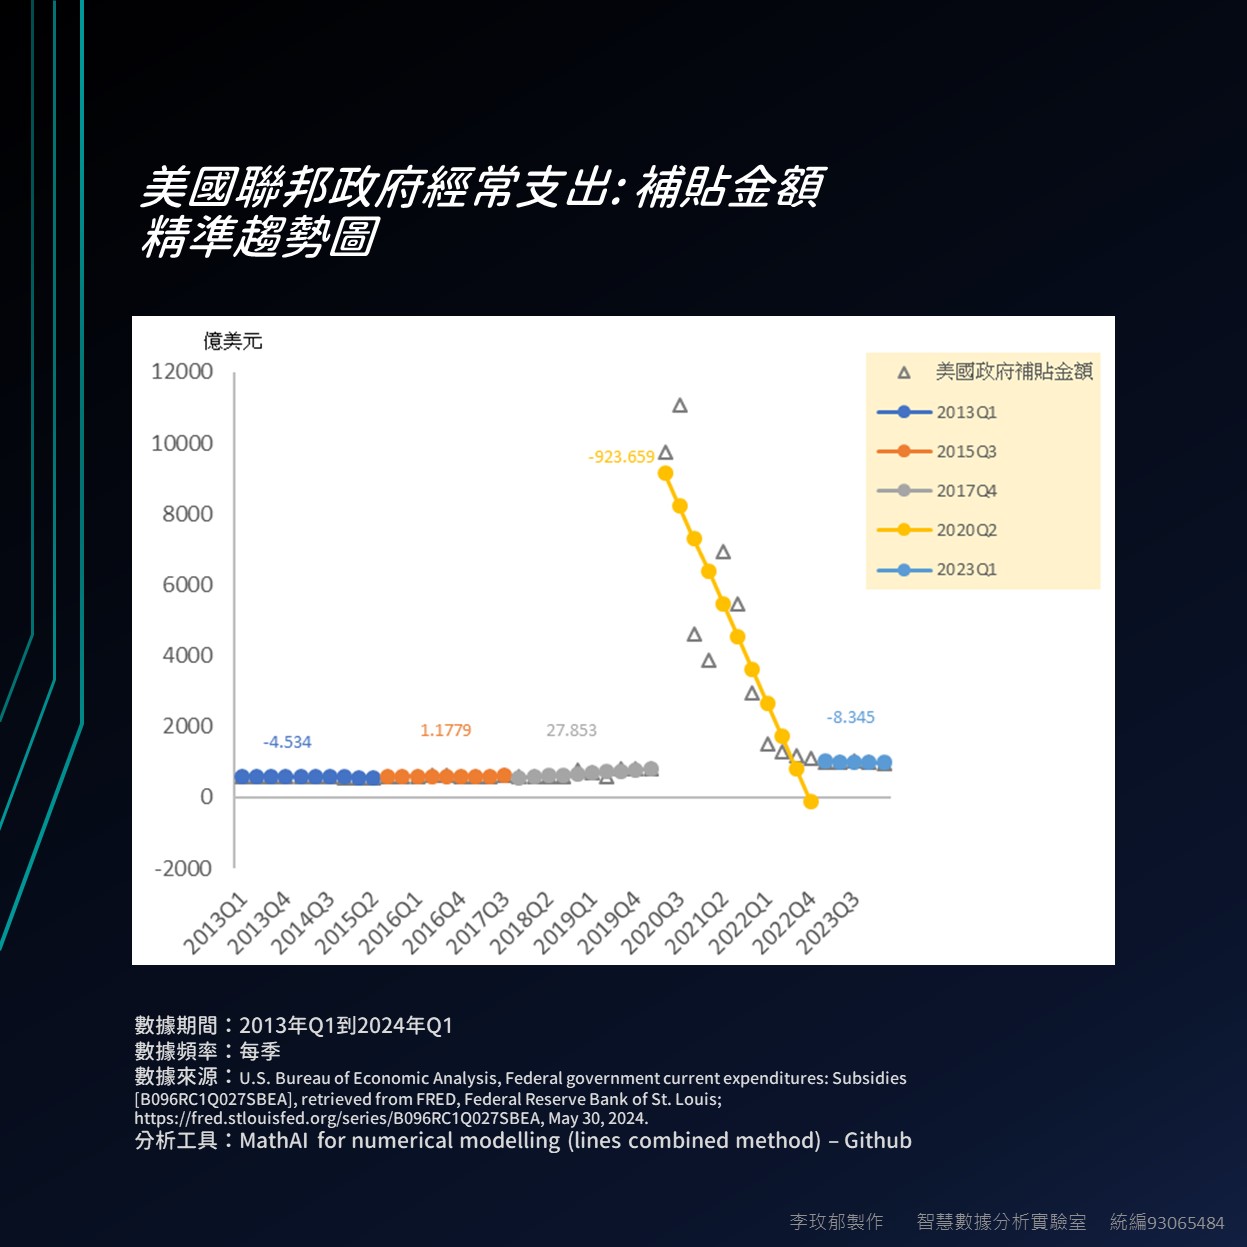 美國聯邦政府經常支出: 補貼金額
精準趨勢圖
億美元
12000
10000
8000
6000
4000
2000
0
-2000
-4.534
1.1779
27.853
-923.659
-8.345
美國政府補貼金額
2013Q1
2015Q3
2017Q4
2020Q2
2023Q1
2013Q1
2013Q4
2014Q3
2015Q2
2016Q1
2016Q4
2017Q3
2018Q2
2019Q1
2019Q4
2020Q3
2021Q2
2022Q1
2022Q4
2023Q3
數據期間：2013年Q1到2024年Q1
數據頻率：每季
數據來源：U.S. Bureau of Economic Analysis, Federal government current expenditures: Subsidies
[B096RC1Q027SBEA], retrieved from FRED, Federal Reserve Bank of St. Louis;
https://fred.stlouisfed.org/series/B096RC1Q027SBEA, May 30, 2024.
分析工具：MathAI for numerical modelling (lines combined method) – Github
李玫郁製作 智慧數據分析實驗室 統編93065484